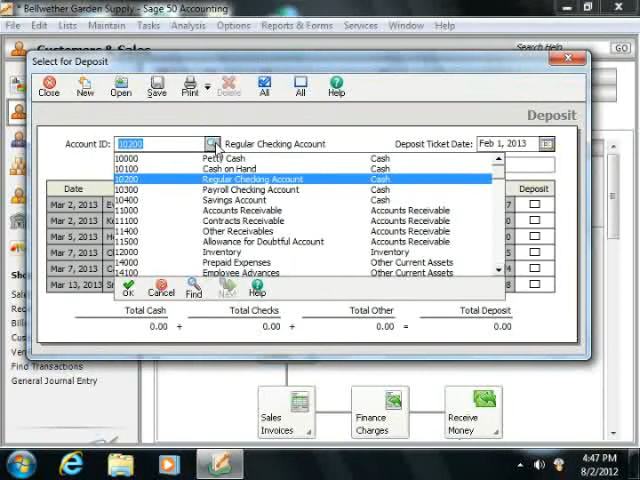 Bellwether Garden Supply - Sage 50 Accounting
File Edit Lists Maintain Tasks Analysis Options Reports & Forms Services Window Help
Customers & Sales
Search Help
GO
Select for Deposit
Close New Open Save Print Delete All All Help
Deposit
Account ID: 10200 Regular Checking Account Deposit Ticket Date: Feb 1, 2013
10000 Petty Cash Cash
10100 Cash on Hand Cash
10200 Regular Checking Account Cash
10300 Payroll Checking Account Cash
10400 Savings Account Cash
11000 Accounts Receivable Accounts Receivable
11100 Contracts Receivable Accounts Receivable
11400 Other Receivables Accounts Receivable
11500 Allowance for Doubtful Account Accounts Receivable
12000 Inventory Inventory
14000 Prepaid Expenses Other Current Assets
14100 Employee Advances Other Current Assets
OK Cancel Find Next Help
Date Deposit
Mar 2, 2013
Mar 2, 2013
Mar 5, 2013 7
Mar 7, 2013
Mar 7, 2013 4
Mar 13, 2013
Total Cash Total Checks Total Other Total Deposit
0.00 + 0.00 + 0.00 = 0.00
Find Transactions
General Journal Entry
Sales Invoices
Finance Charges
Receive Money
4:47 PM
8/2/2012